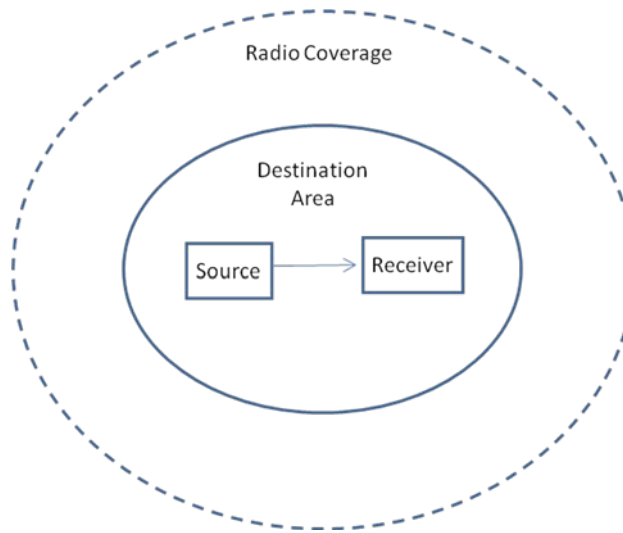 Radio Coverage
Destination
Area
Source
Receiver